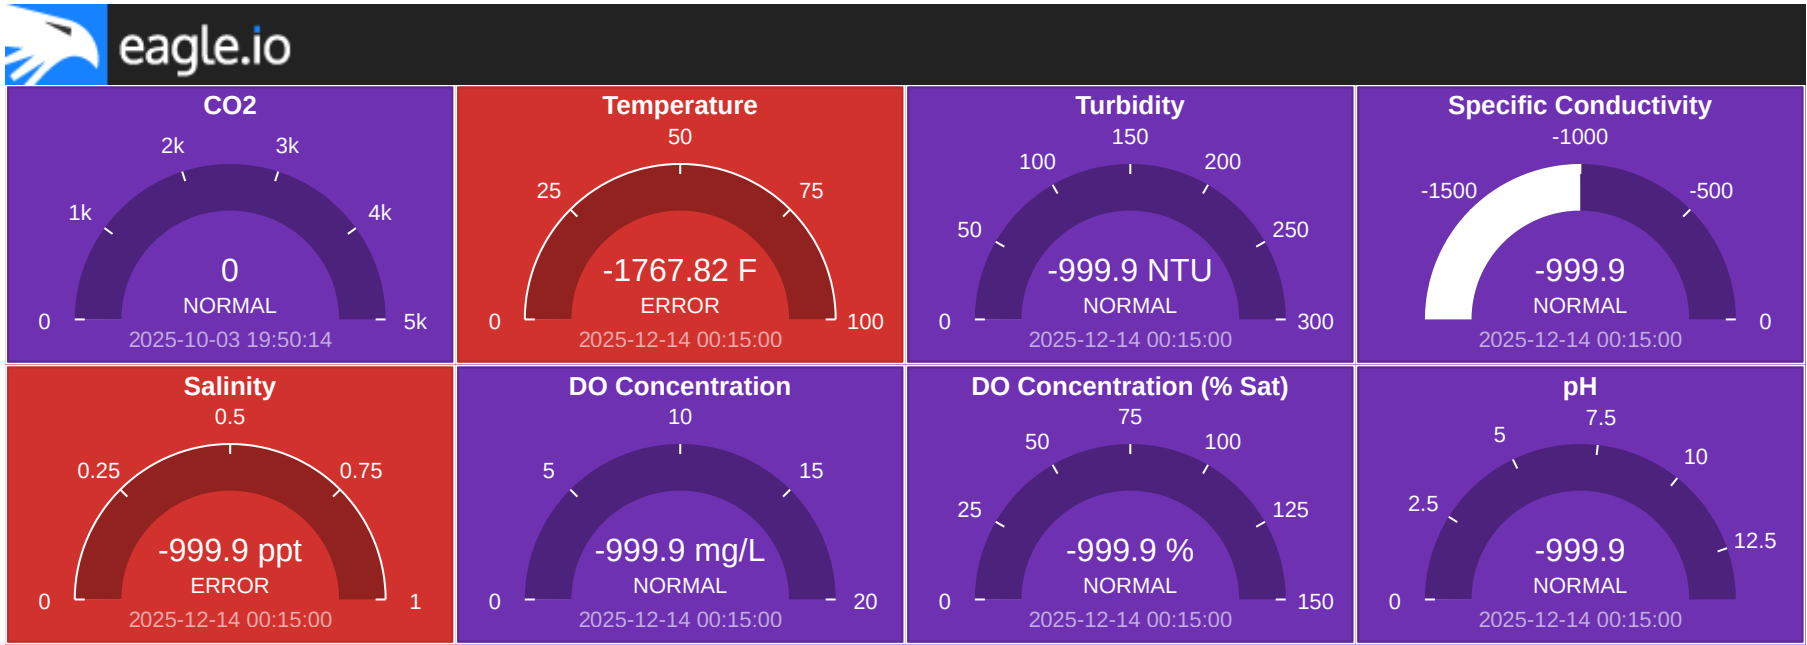 eagle.io
CO2
2k 3k
1k 4k
0
NORMAL
0 5k
2025-10-03 19:50:14
Temperature
50
25 75
-1767.82 F
ERROR
0 100
2025-12-14 00:15:00
Turbidity
150
100 200
50 250
-999.9 NTU
NORMAL
0 300
2025-12-14 00:15:00
Specific Conductivity
-1000
-1500 -500
-999.9
NORMAL
0
2025-12-14 00:15:00
Salinity
0.5
0.25 0.75
-999.9 ppt
ERROR
0 1
2025-12-14 00:15:00
DO Concentration
10
5 15
-999.9 mg/L
NORMAL
0 20
2025-12-14 00:15:00
DO Concentration (% Sat)
75
50 100
25 125
-999.9 %
NORMAL
0 150
2025-12-14 00:15:00
pH
7.5
5 10
2.5 12.5
-999.9
NORMAL
0
2025-12-14 00:15:00